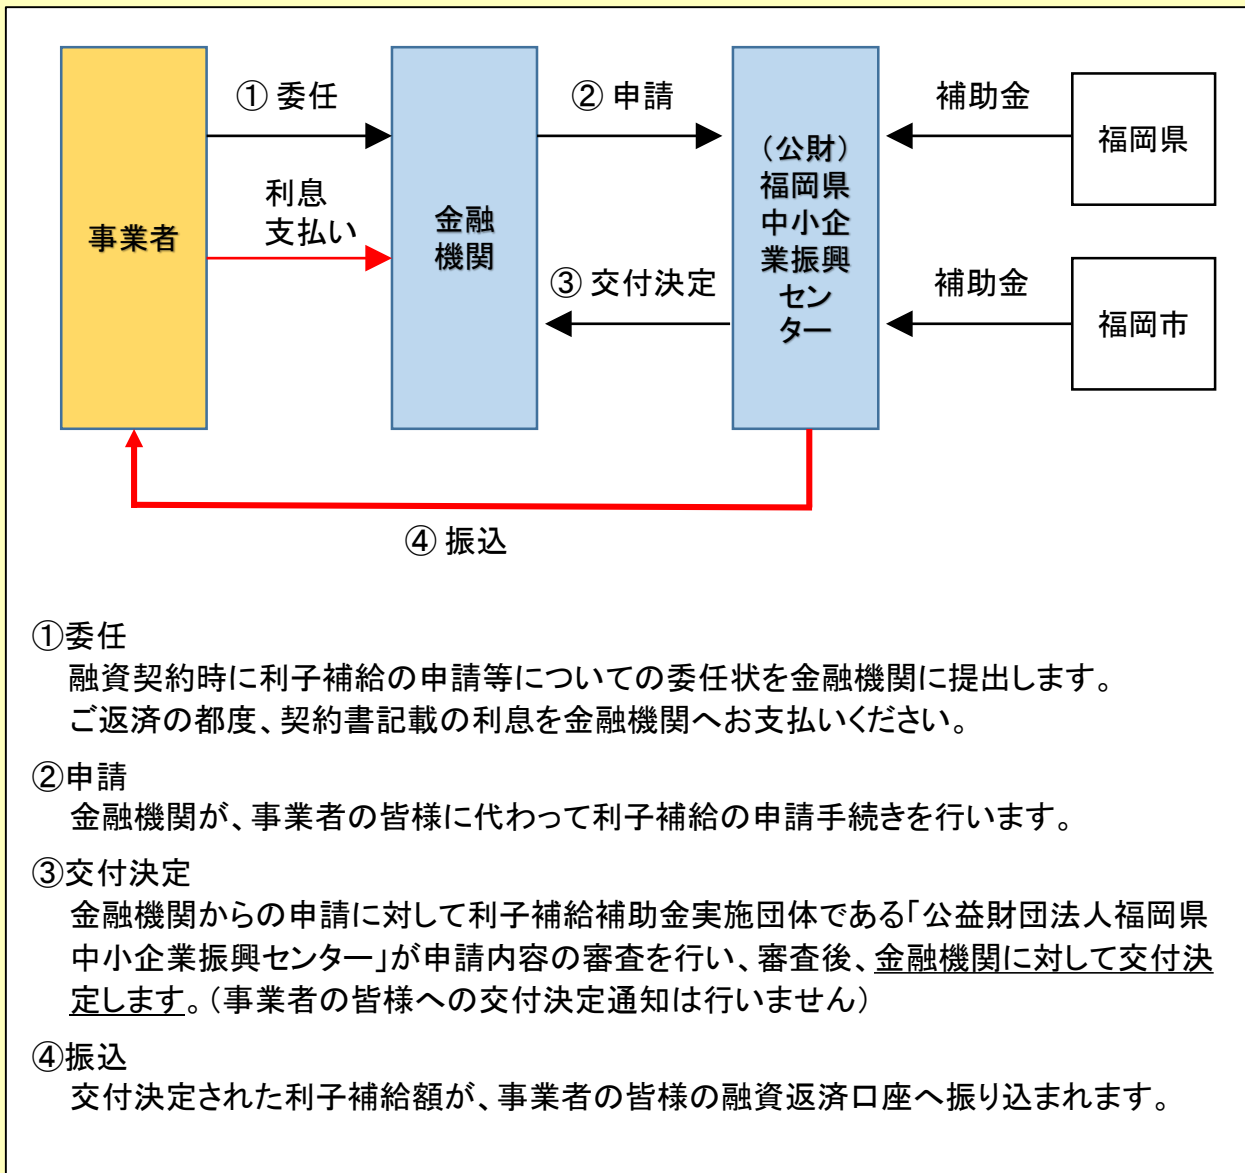 ① 委任
② 申請
補助金
福岡県
利息
支払い
事業者
金融
機関
（公財）
福岡県
中小企
業振興
セン
ター
③ 交付決定
補助金
福岡市
④ 振込
①委任
融資契約時に利子補給の申請等についての委任状を金融機関に提出します。
ご返済の都度、契約書記載の利息を金融機関へお支払いください。
②申請
金融機関が、事業者の皆様に代わって利子補給の申請手続きを行います。
③交付決定
金融機関からの申請に対して利子補給補助金実施団体である「公益財団法人福岡県
中小企業振興センター」が申請内容の審査を行い、審査後、金融機関に対して交付決
定します。（事業者の皆様への交付決定通知は行いません）
④振込
交付決定された利子補給額が、事業者の皆様の融資返済口座へ振り込まれます。